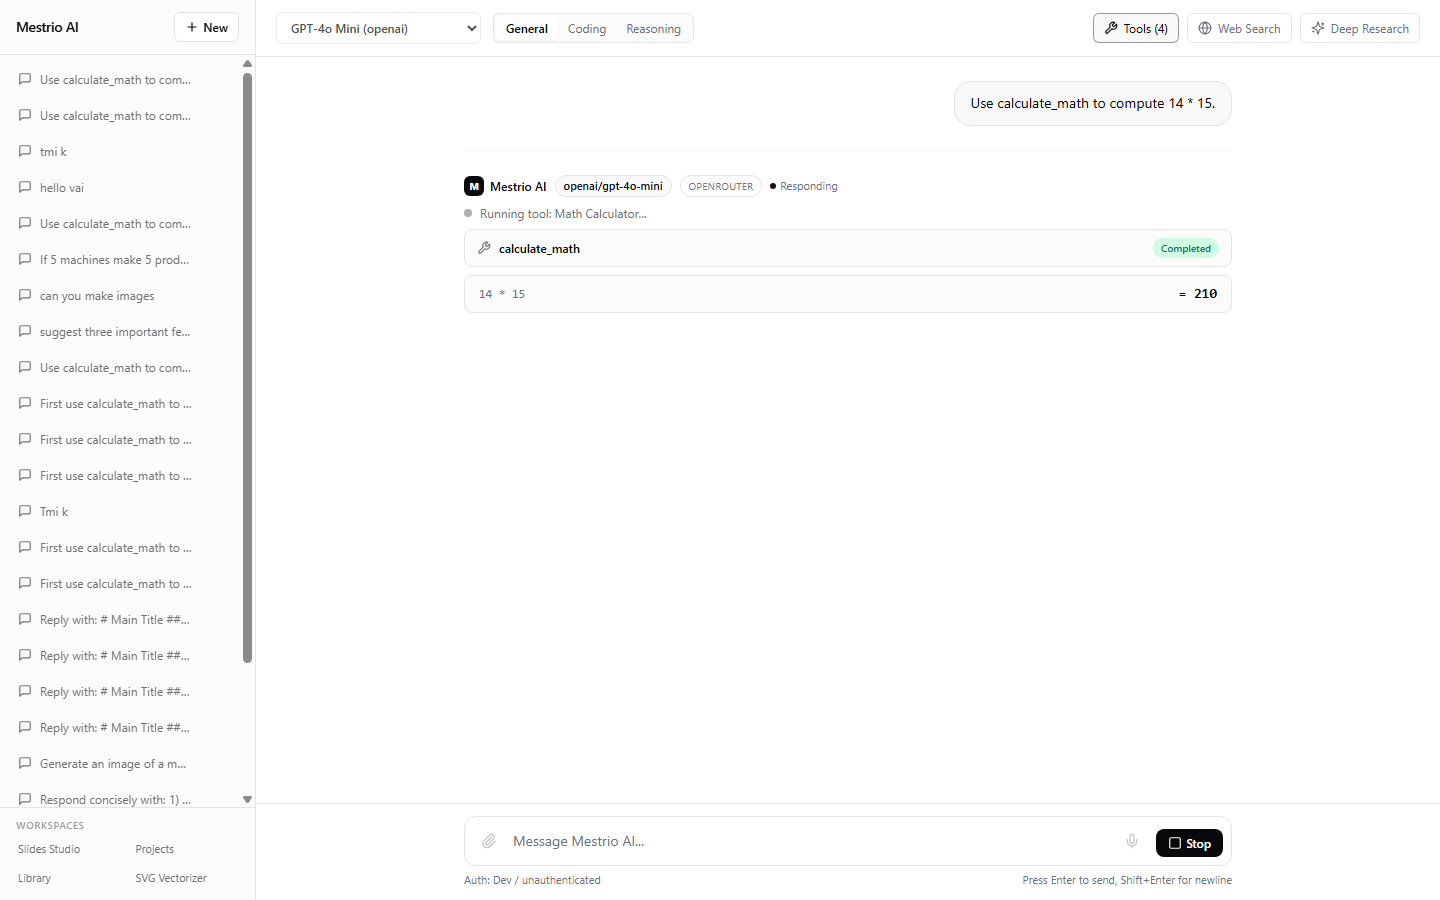 Mestrio AI
New
Use calculate_math to com...
Use calculate_math to com...
tmi k
hello vai
Use calculate_math to com...
If 5 machines make 5 prod...
can you make images
suggest three important fe...
Use calculate_math to com...
First use calculate_math to ...
First use calculate_math to ...
First use calculate_math to ...
Tmi k
First use calculate_math to ...
First use calculate_math to ...
Reply with: # Main Title ##...
Reply with: # Main Title ##...
Reply with: # Main Title ##...
Reply with: # Main Title ##...
Generate an image of a m...
Respond concisely with: 1) ...
WORKSPACES
Slides Studio Projects
Library SVG Vectorizer
GPT-4o Mini (openai) General Coding Reasoning Tools (4) Web Search Deep Research
Use calculate_math to compute 14 * 15.
M Mestrio AI openai/gpt-4o-mini OPENROUTER Responding
Running tool: Math Calculator...
calculate_math Completed
14 * 15 = 210
Message Mestrio AI... Stop
Auth: Dev / unauthenticated Press Enter to send, Shift+Enter for newline